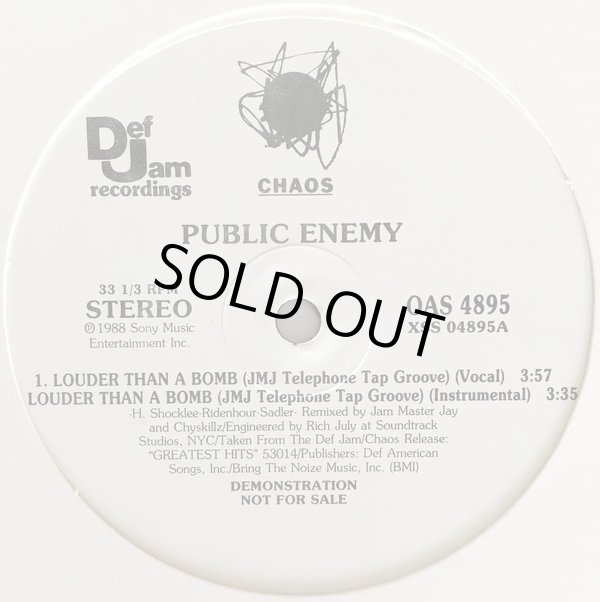 Def
Jam
recordings
CHAOS
PUBLIC ENEMY
SOLD OUT
33 1/3 RPM
STEREO
℗1988 Sony Music
Entertainment Inc.
OAS 4895
XSS 04895A
1. LOUDER THAN A BOMB (JMJ Telephone Tap Groove) (Vocal) 3:57
LOUDER THAN A BOMB (JMJ Telephone Tap Groove) (Instrumental) 3:35
-H. Shocklee-Ridenhour-Sadler- Remixed by Jam Master Jay
and Chyskillz/Engineered by Rich July at Soundtrack
Studios, NYC/Taken From The Def Jam/Chaos Release:
"GREATEST HITS" 53014/Publishers: Def American
Songs, Inc./Bring The Noize Music, Inc. (BMI)
DEMONSTRATION
NOT FOR SALE